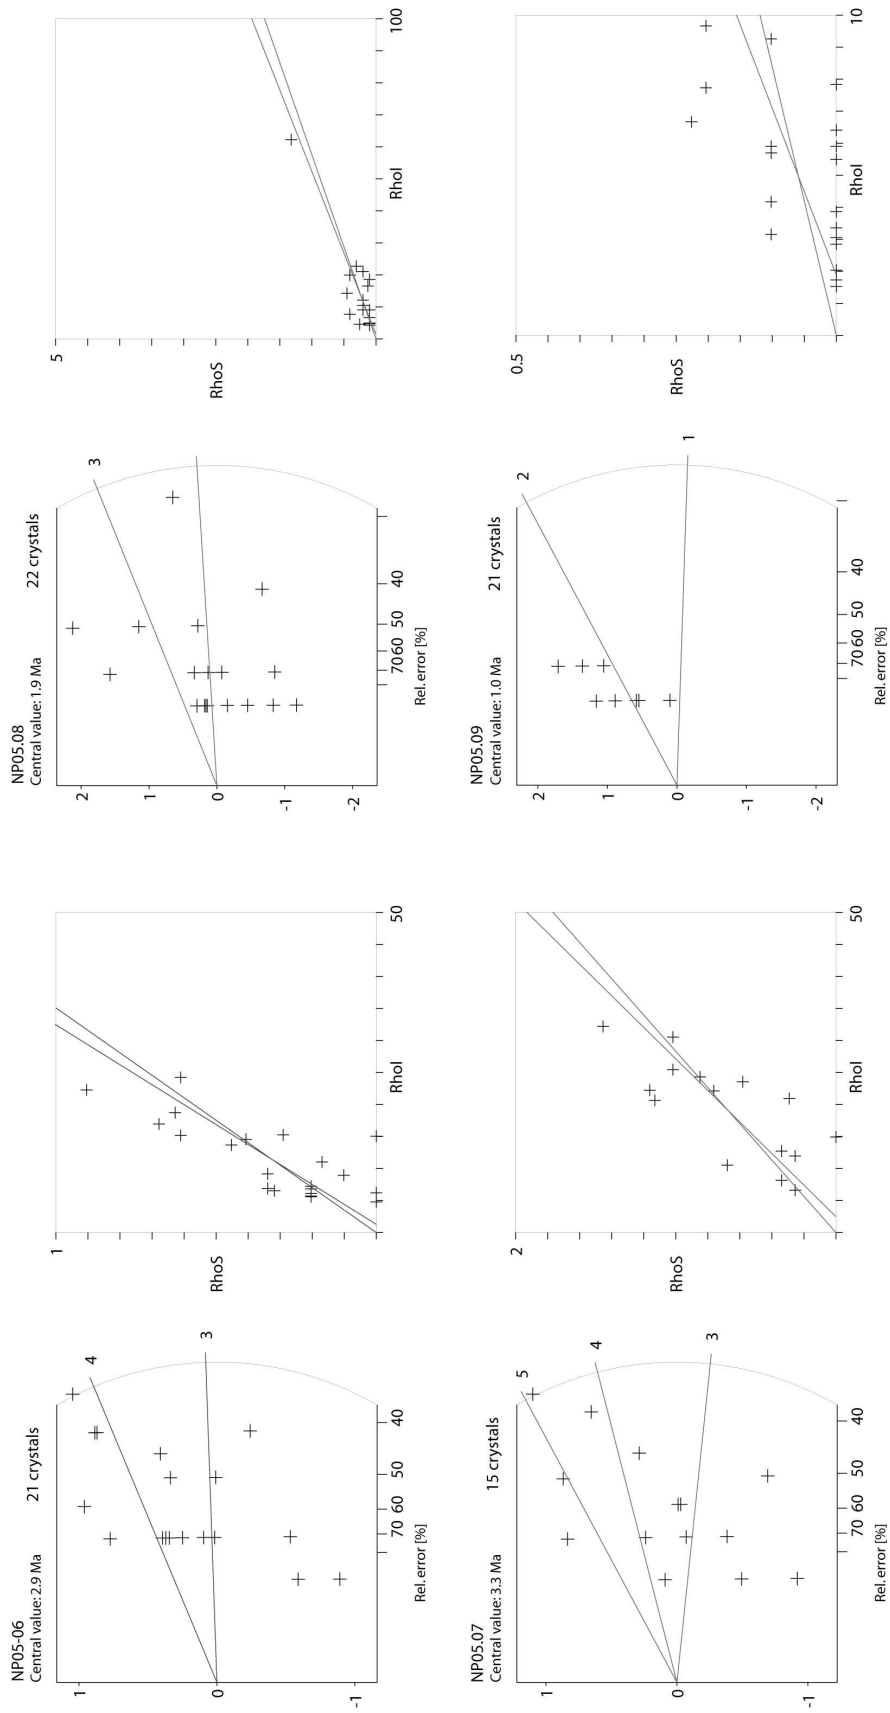 NP05-06
Central value: 2.9 Ma 21 crystals
1
0
-1
4
3
70 60 50 40
Rel.error [%]
1
RhoS
RhoI
50
NP05.08
Central value: 1.9 Ma 22 crystals
2
1
0
-1
-2
3
70 60 50 40
Rel.error [%]
5
RhoS
RhoI
100
NP05.07
Central value: 3.3 Ma 15 crystals
1
0
-1
5
4
3
70 60 50 40
Rel.error [%]
2
RhoS
RhoI
50
NP05.09
Central value: 1.0 Ma 21 crystals
2
1
0
-1
-2
2
1
70 60 50 40
Rel.error [%]
0.5
RhoS
RhoI
10